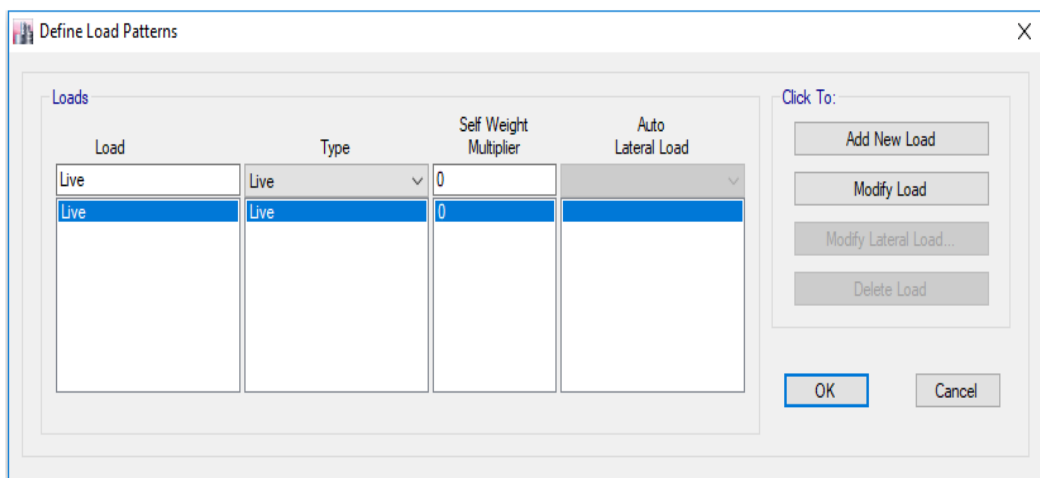 Define Load Patterns
Loads
Click To:
Load
Type
Self Weight
Multiplier
Auto
Lateral Load
Live
Live
0
Live
Live
0
Add New Load
Modify Load
Modify Lateral Load...
Delete Load
OK
Cancel